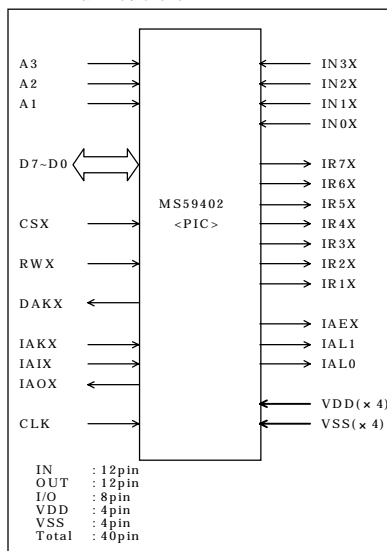 A3
A2
A1
D7~D0
CSX
RWX
DAKX
IAKX
IAIX
IAOX
CLK
MS59402
<PIC>
IN3X
IN2X
IN1X
IN0X
IR7X
IR6X
IR5X
IR4X
IR3X
IR2X
IR1X
IAEX
IAL1
IAL0
VDD(× 4)
VSS(× 4)
IN : 12pin
OUT : 12pin
I/O : 8pin
VDD : 4pin
VSS : 4pin
Total : 40pin